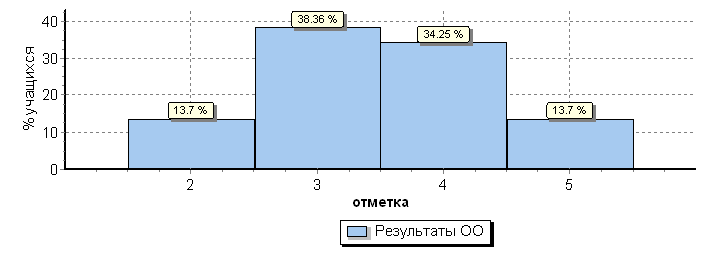 % учащихся
40
30
20
10
0
13.7 %
38.36 %
34.25 %
13.7 %
2 3 4 5
отметка
Результаты ОО